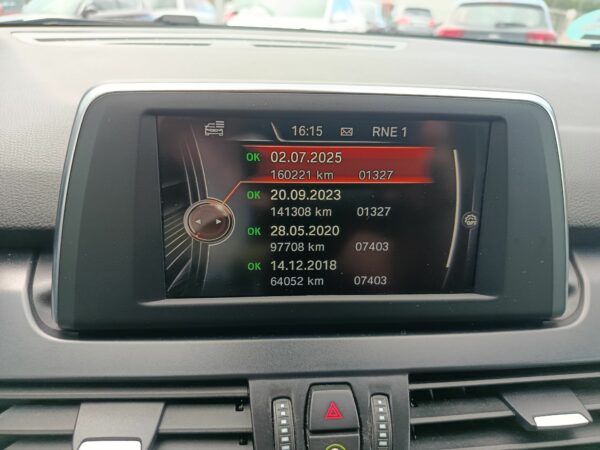 16:15 RNE 1
OK 02.07.2025
160221 km 01327
OK 20.09.2023
141308 km 01327
OK 28.05.2020
97708 km 07403
OK 14.12.2018
64052 km 07403